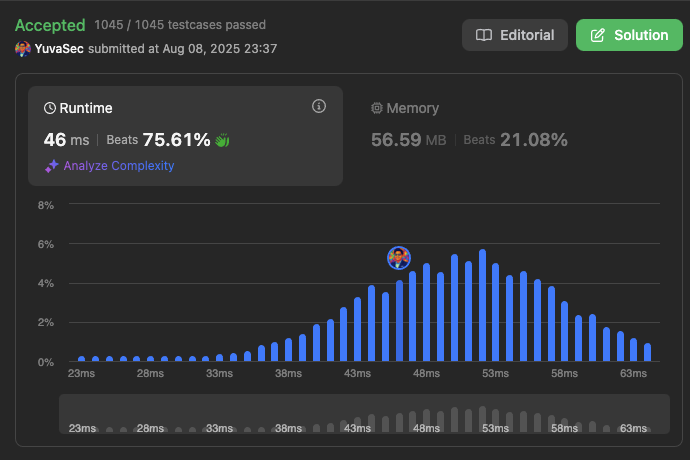 Accepted 1045 / 1045 testcases passed
YuvaSec submitted at Aug 08, 2025 23:37
Editorial
Solution
Runtime
46 ms | Beats 75.61%
Analyze Complexity
Memory
56.59 MB | Beats 21.08%
8%
6%
4%
2%
0%
23ms 28ms 33ms 38ms 43ms 48ms 53ms 58ms 63ms
23ms 28ms 33ms 38ms 43ms 48ms 53ms 58ms 63ms